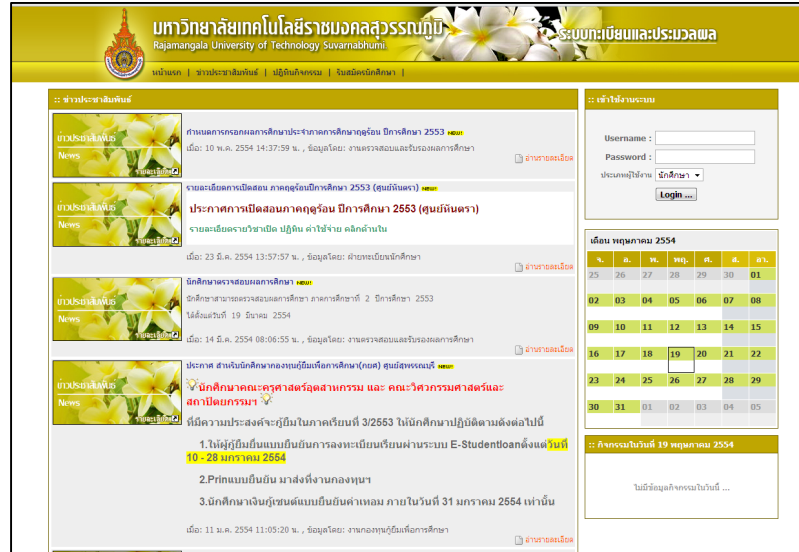 มหาวิทยาลัยเทคโนโลยีราชมงคลสุวรรณภูมิ
Rajamangala University of Technology Suvarnabhumi
ระบบทะเบียนและประมวลผล
หน้าแรก | ข่าวประชาสัมพันธ์ | ปฏิทินกิจกรรม | รับสมัครนักศึกษา |
:: ข่าวประชาสัมพันธ์
ข่าวประชาสัมพันธ์
News
รายละเอียด
กำหนดการกรอกผลการศึกษาประจำภาคการศึกษาฤดูร้อน ปีการศึกษา 2553 NEW!
เมื่อ: 10 พ.ค. 2554 14:37:59 น. , ข้อมูลโดย: งานตรวจสอบและรับรองผลการศึกษา
อ่านรายละเอียด
ข่าวประชาสัมพันธ์
News
รายละเอียด
รายละเอียดการเปิดสอน ภาคฤดูร้อนปีการศึกษา 2553 (ศูนย์หันตรา) NEW!
ประกาศการเปิดสอนภาคฤดูร้อน ปีการศึกษา 2553 (ศูนย์หันตรา)
รายละเอียดรายวิชาเปิด ปฏิทิน ค่าใช้จ่าย คลิกด้านใน
เมื่อ: 23 มี.ค. 2554 13:57:57 น. , ข้อมูลโดย: ฝ่ายทะเบียนนักศึกษา
อ่านรายละเอียด
ข่าวประชาสัมพันธ์
News
รายละเอียด
นักศึกษาตรวจสอบผลการศึกษา NEW!
นักศึกษาสามารถตรวจสอบผลการศึกษา ภาคการศึกษาที่ 2 ปีการศึกษา 2553
ได้ตั้งแต่วันที่ 19 มีนาคม 2554
เมื่อ: 14 มี.ค. 2554 08:06:55 น. , ข้อมูลโดย: งานตรวจสอบและรับรองผลการศึกษา
อ่านรายละเอียด
ข่าวประชาสัมพันธ์
News
รายละเอียด
ประกาศ สำหรับนักศึกษากองทุนกู้ยืมเพื่อการศึกษา(กยศ) ศูนย์สุพรรณบุรี NEW!
นักศึกษาคณะครุศาสตร์อุตสาหกรรม และ คณะวิศวกรรมศาสตร์และ
สถาปัตยกรรมฯ
ที่มีความประสงค์จะกู้ยืมในภาคเรียนที่ 3/2553 ให้นักศึกษาปฏิบัติตามดังต่อไปนี้
1.ให้ผู้กู้ยืมยื่นแบบยืนยันการลงทะเบียนเรียนผ่านระบบ E-Studentloanตั้งแต่วันที่
10 - 28 มกราคม 2554
2.Prinแบบยืนยัน มาส่งที่งานกองทุนฯ
3.นักศึกษาเงินกู้เซนต์แบบยืนยันค่าเทอม ภายในวันที่ 31 มกราคม 2554 เท่านั้น
เมื่อ: 11 ม.ค. 2554 11:05:20 น. , ข้อมูลโดย: งานกองทุนกู้ยืมเพื่อการศึกษา
อ่านรายละเอียด
:: เข้าใช้งานระบบ
Username :
Password :
ประเภทผู้ใช้งาน นักศึกษา
Login ...
เดือน พฤษภาคม 2554
จ. อ. พ. พฤ. ศ. ส. อา.
25 26 27 28 29 30 01
02 03 04 05 06 07 08
09 10 11 12 13 14 15
16 17 18 19 20 21 22
23 24 25 26 27 28 29
30 31 01 02 03 04 05
:: กิจกรรมในวันที่ 19 พฤษภาคม 2554
ไม่มีข้อมูลกิจกรรมในวันนี้ ...